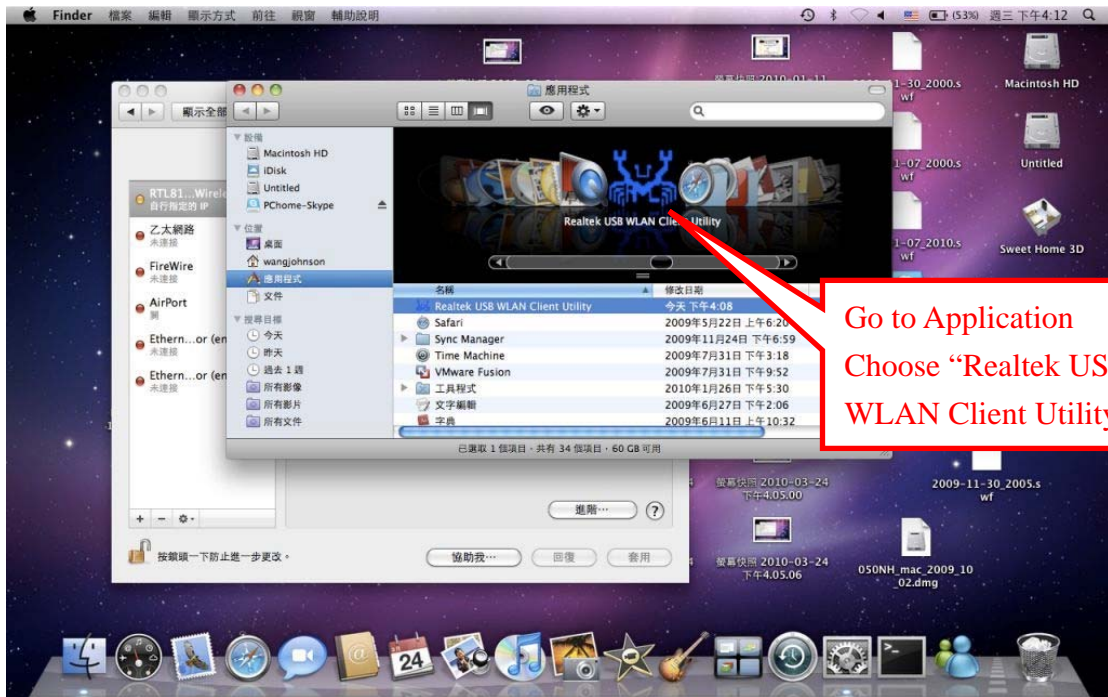 Finder 檔案 編輯 顯示方式 前往 視窗 輔助說明 (53%) 週三 下午4:12
應用程式
顯示全部
RTL81...Wirele
自行指定的 IP
乙太網路
未連接
FireWire
未連接
AirPort
開
Ethern...or (en
未連接
Ethern...or (en
未連接
+ −
按鎖頭一下防止進一步更改。
進階… ?
協助我… 回復 套用
設備
Macintosh HD
iDisk
Untitled
PChome-Skype
位置
桌面
wangjohnson
應用程式
文件
搜尋目標
今天
昨天
過去 1 週
所有影像
所有影片
所有文件
Realtek USB WLAN Client Utility
名稱 修改日期
Realtek USB WLAN Client Utility 今天 下午4:08
Safari 2009年5月22日 上午6:20
Sync Manager 2009年11月24日 下午6:59
Time Machine 2009年7月31日 下午3:18
VMware Fusion 2009年7月31日 下午9:52
工具程式 2010年1月26日 下午5:30
文字編輯 2009年6月27日 下午2:06
字典 2009年6月11日 上午10:32
已選取 1 個項目，共有 34 個項目，60 GB 可用
Go to Application
Choose “Realtek US
WLAN Client Utility
1-30_2000.s
wf
Macintosh HD
1-07_2000.s
wf
Untitled
1-07_2010.s
wf
Sweet Home 3D
螢幕快照 2010-03-24
下午4.05.00
2009-11-30_2005.s
wf
螢幕快照 2010-03-24
下午4.05.06
050NH_mac_2009_10
_02.dmg
24